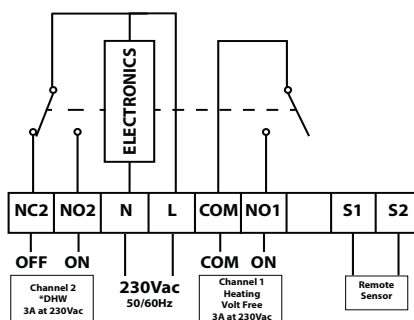 ELECTRONICS
NC2 NO2 N L COM NO1 S1 S2
OFF ON 230Vac COM ON
50/60Hz
Channel 2
*DHW
3A at 230Vac
Channel 1
Heating
Volt Free
3A at 230Vac
Remote
Sensor